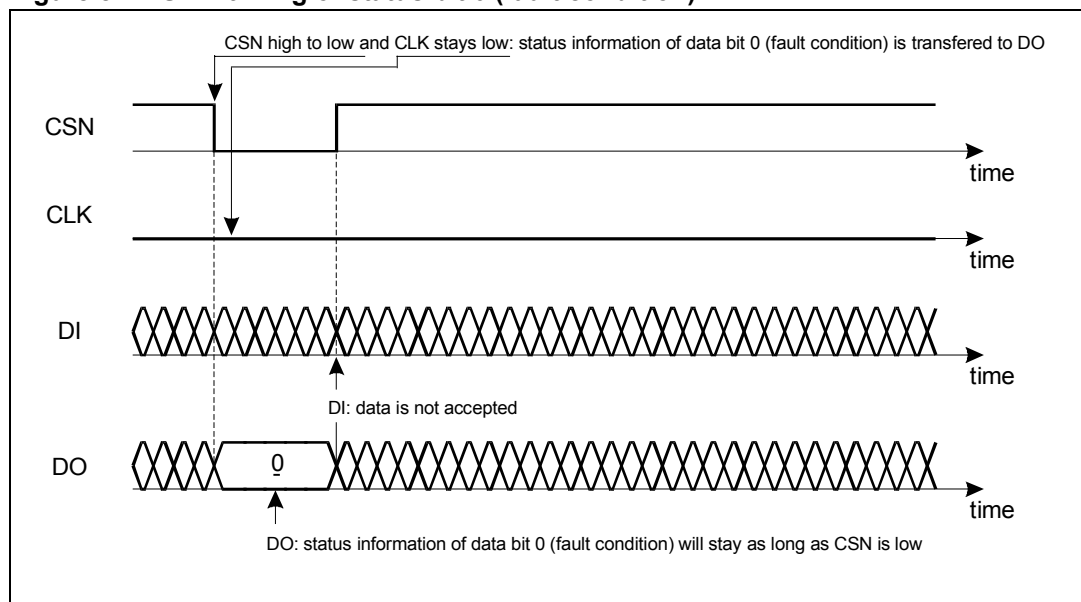 CSN high to low and CLK stays low: status information of data bit 0 (fault condition) is transfered to DO
CSN
time
CLK
time
DI
time
DI: data is not accepted
DO
0
time
DO: status information of data bit 0 (fault condition) will stay as long as CSN is low